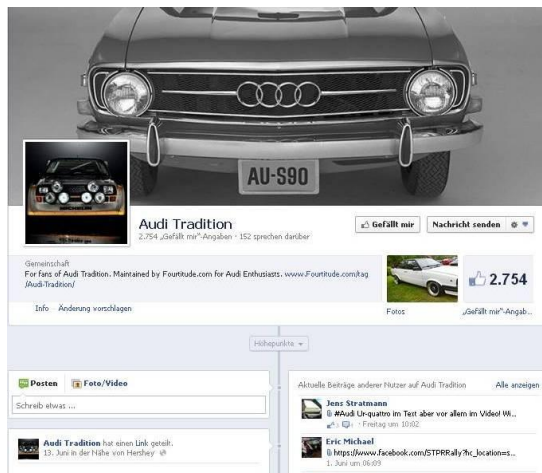 AU-S90
Audi Tradition
2.754 „Gefällt mir"-Angaben · 152 sprechen darüber
Gefällt mir
Nachricht senden
Gemeinschaft
For fans of Audi Tradition. Maintained by Fourtitude.com for Audi Enthusiasts. www.Fourtitude.com/tag
/Audi-Tradition/
Info Änderung vorschlagen
2.754
Fotos
„Gefällt mir"-Angab...
Höhepunkte
Posten Foto/Video
Schreib etwas ...
Audi Tradition hat einen Link geteilt.
13. Juni in der Nähe von Hershey
Aktuelle Beiträge anderer Nutzer auf Audi Tradition Alle anzeigen
Jens Stratmann
#Audi Ur-quattro im Test aber vor allem im Video! Wi...
· Freitag um 10:02
Eric Michael
https://www.facebook.com/STPRRally?hc_location=s...
1. Juni um 06:09